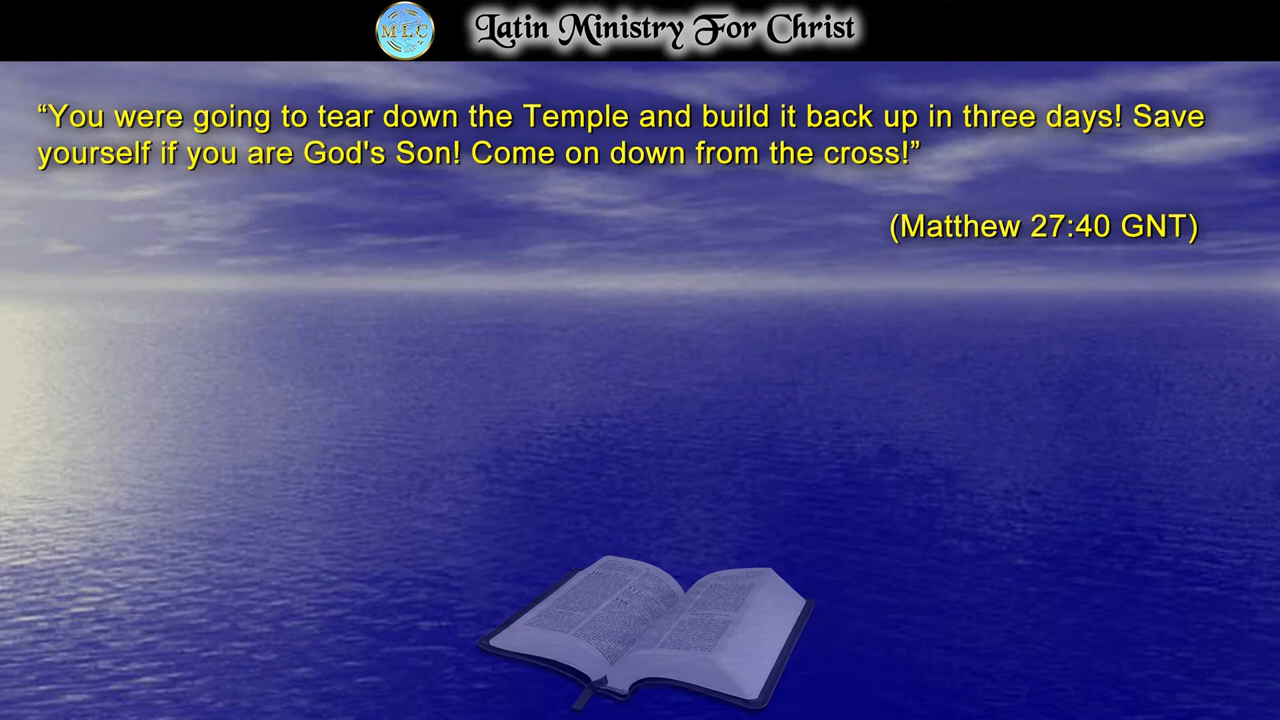 MLC
Latin Ministry For Christ
“You were going to tear down the Temple and build it back up in three days! Save
yourself if you are God's Son! Come on down from the cross!”
(Matthew 27:40 GNT)